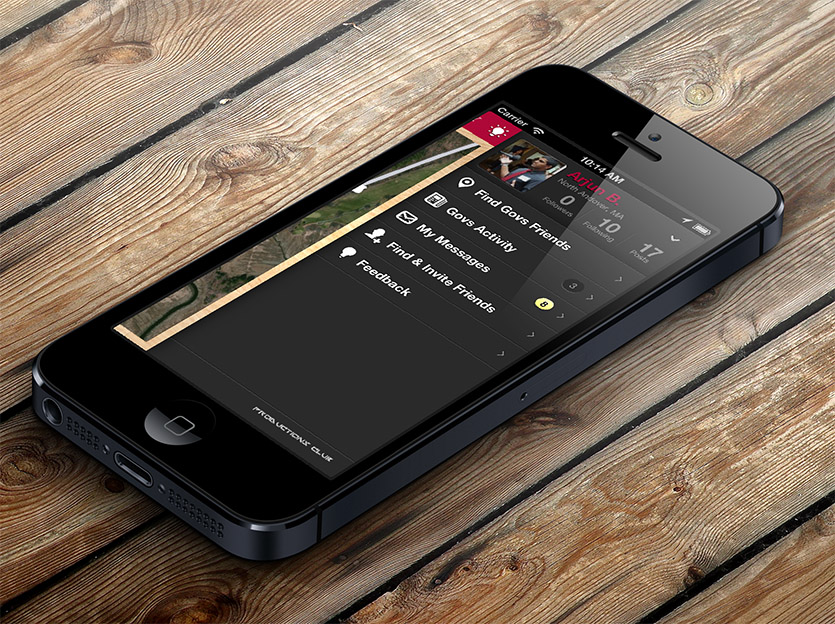 Carrier
10:14 AM
Arjun B.
North Andover, MA
0
Followers
10
Following
17
Posts
Find Govs Friends
Govs Activity
3
My Messages
8
Find & Invite Friends
Feedback
PRODUCTIONS CLUB